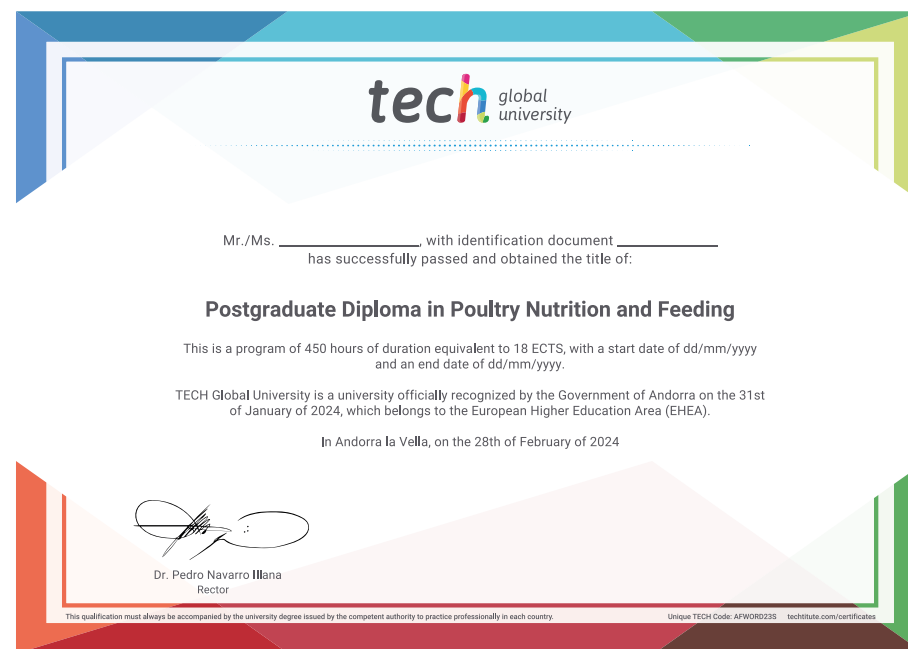 tech global university
Mr./Ms. ____________, with identification document ____________
has successfully passed and obtained the title of:
Postgraduate Diploma in Poultry Nutrition and Feeding
This is a program of 450 hours of duration equivalent to 18 ECTS, with a start date of dd/mm/yyyy
and an end date of dd/mm/yyyy.
TECH Global University is a university officially recognized by the Government of Andorra on the 31st
of January of 2024, which belongs to the European Higher Education Area (EHEA).
In Andorra la Vella, on the 28th of February of 2024
Dr. Pedro Navarro Illana
Rector
This qualification must always be accompanied by the university degree issued by the competent authority to practice professionally in each country. Unique TECH Code: AFWORD23S techtitute.com/certificates